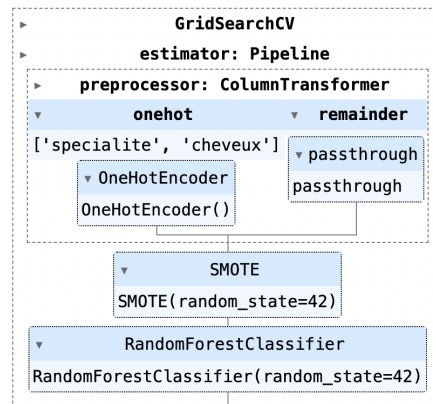 GridSearchCV
estimator: Pipeline
preprocessor: ColumnTransformer
onehot
remainder
['specialite', 'cheveux']
passthrough
passthrough
OneHotEncoder
OneHotEncoder()
SMOTE
SMOTE(random_state=42)
RandomForestClassifier
RandomForestClassifier(random_state=42)